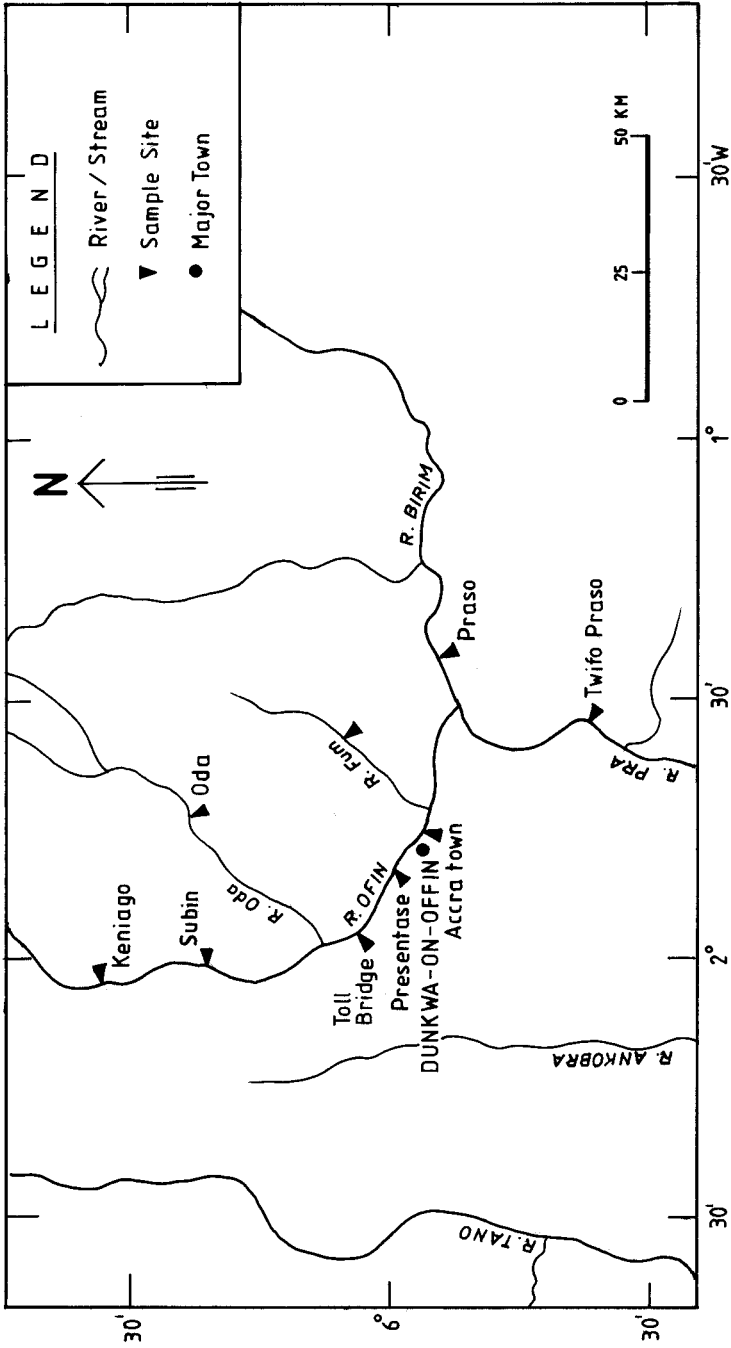 L E G E N D
River / Stream
Sample Site
Major Town
N
Keniago
Subin
Oda
R. Oda
R. Fum
R. OFIN
Toll
Bridge
Presentase
DUNKWA-ON-OFFIN
Accra town
R. BIRIM
Praso
Twifo Praso
R. PRA
R. ANKOBRA
R. TANO
0 25 50 KM
30'
6°
30'
30'
2°
30'
1°
30'W